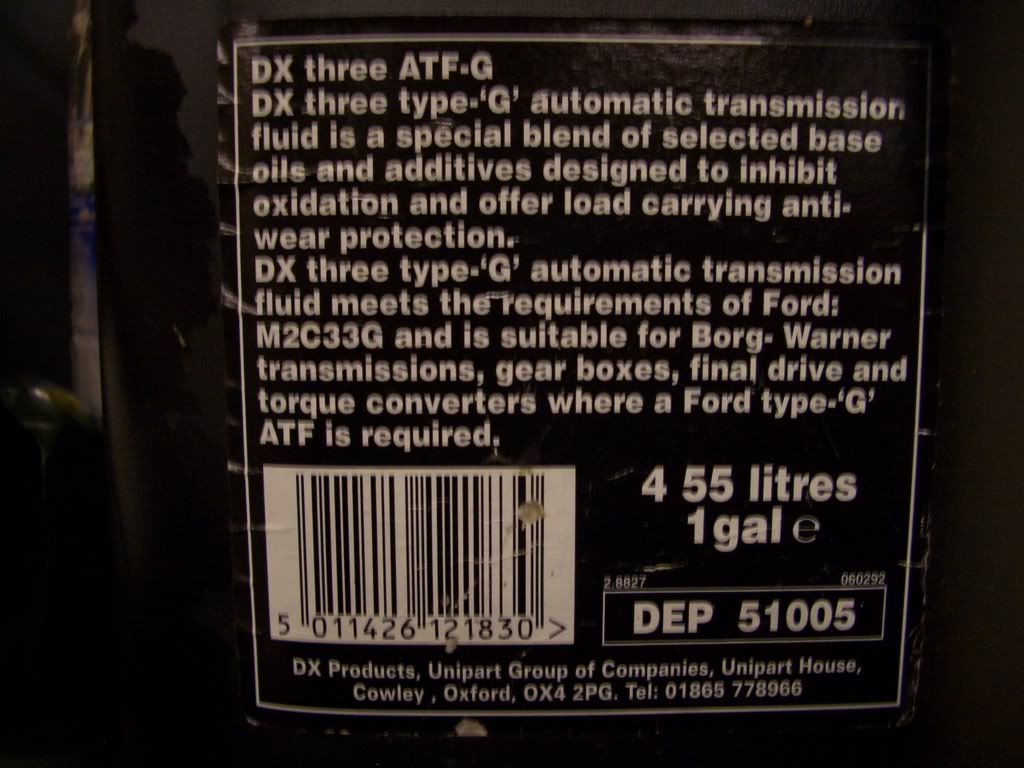 DX three ATF-G
DX three type-‘G’ automatic transmission
fluid is a special blend of selected base
oils and additives designed to inhibit
oxidation and offer load carrying anti-
wear protection.
DX three type-‘G’ automatic transmission
fluid meets the requirements of Ford:
M2C33G and is suitable for Borg- Warner
transmissions, gear boxes, final drive and
torque converters where a Ford type-‘G’
ATF is required.
4 55 litres
1gal e
2.8827 060292
DEP 51005
5 011426 121830 >
DX Products, Unipart Group of Companies, Unipart House,
Cowley , Oxford, OX4 2PG. Tel: 01865 778966